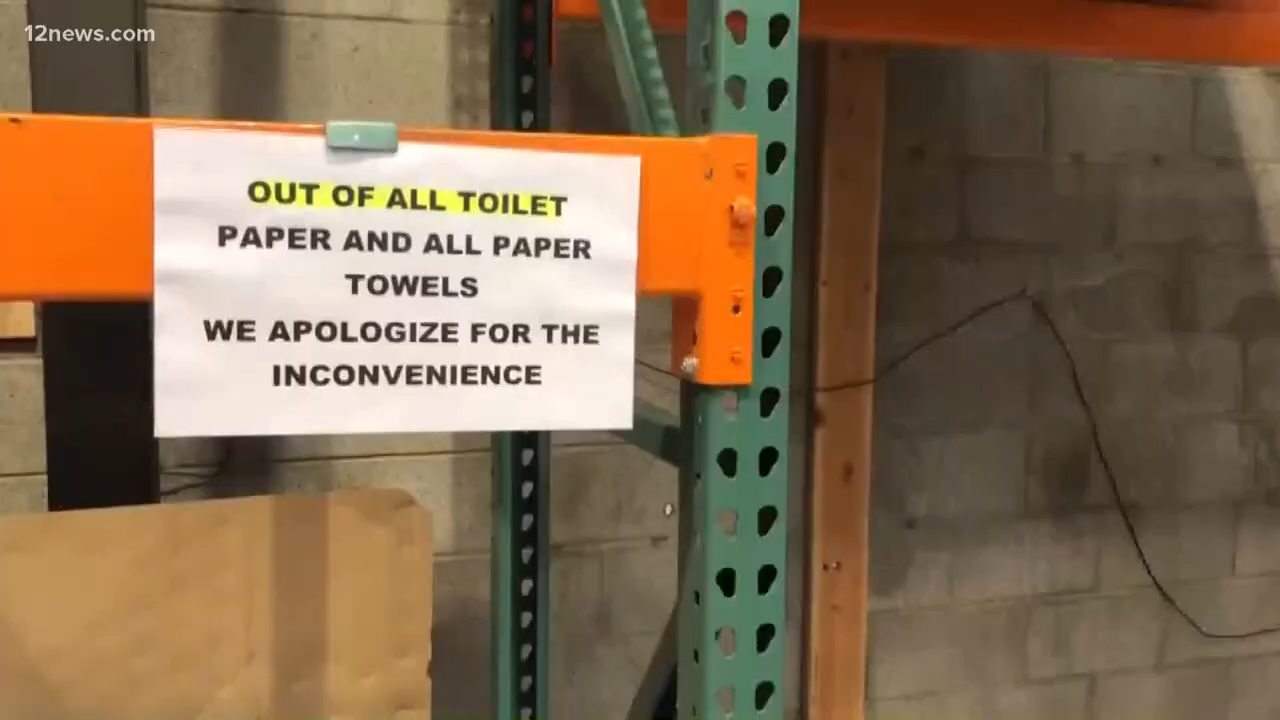 12news.com
OUT OF ALL TOILET
PAPER AND ALL PAPER
TOWELS
WE APOLOGIZE FOR THE
INCONVENIENCE